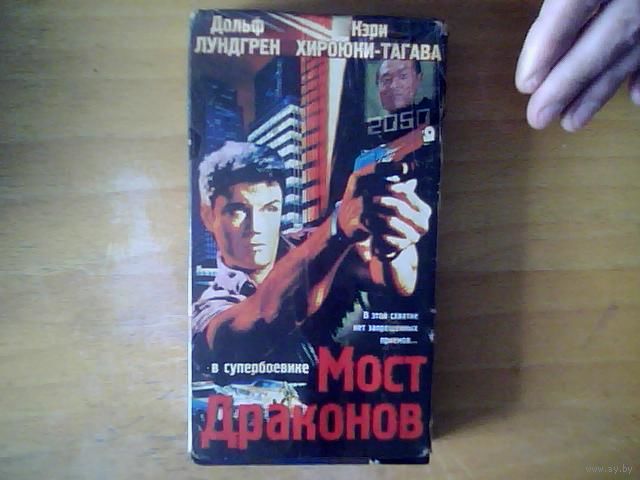 Дольф Кэри
ЛУНДГРЕН ХИРОЮКИ-ТАГАВА
2050
В этой схватке
нет запрещенных
приемов...
в супербоевике Мост
Драконов
www.ay.by